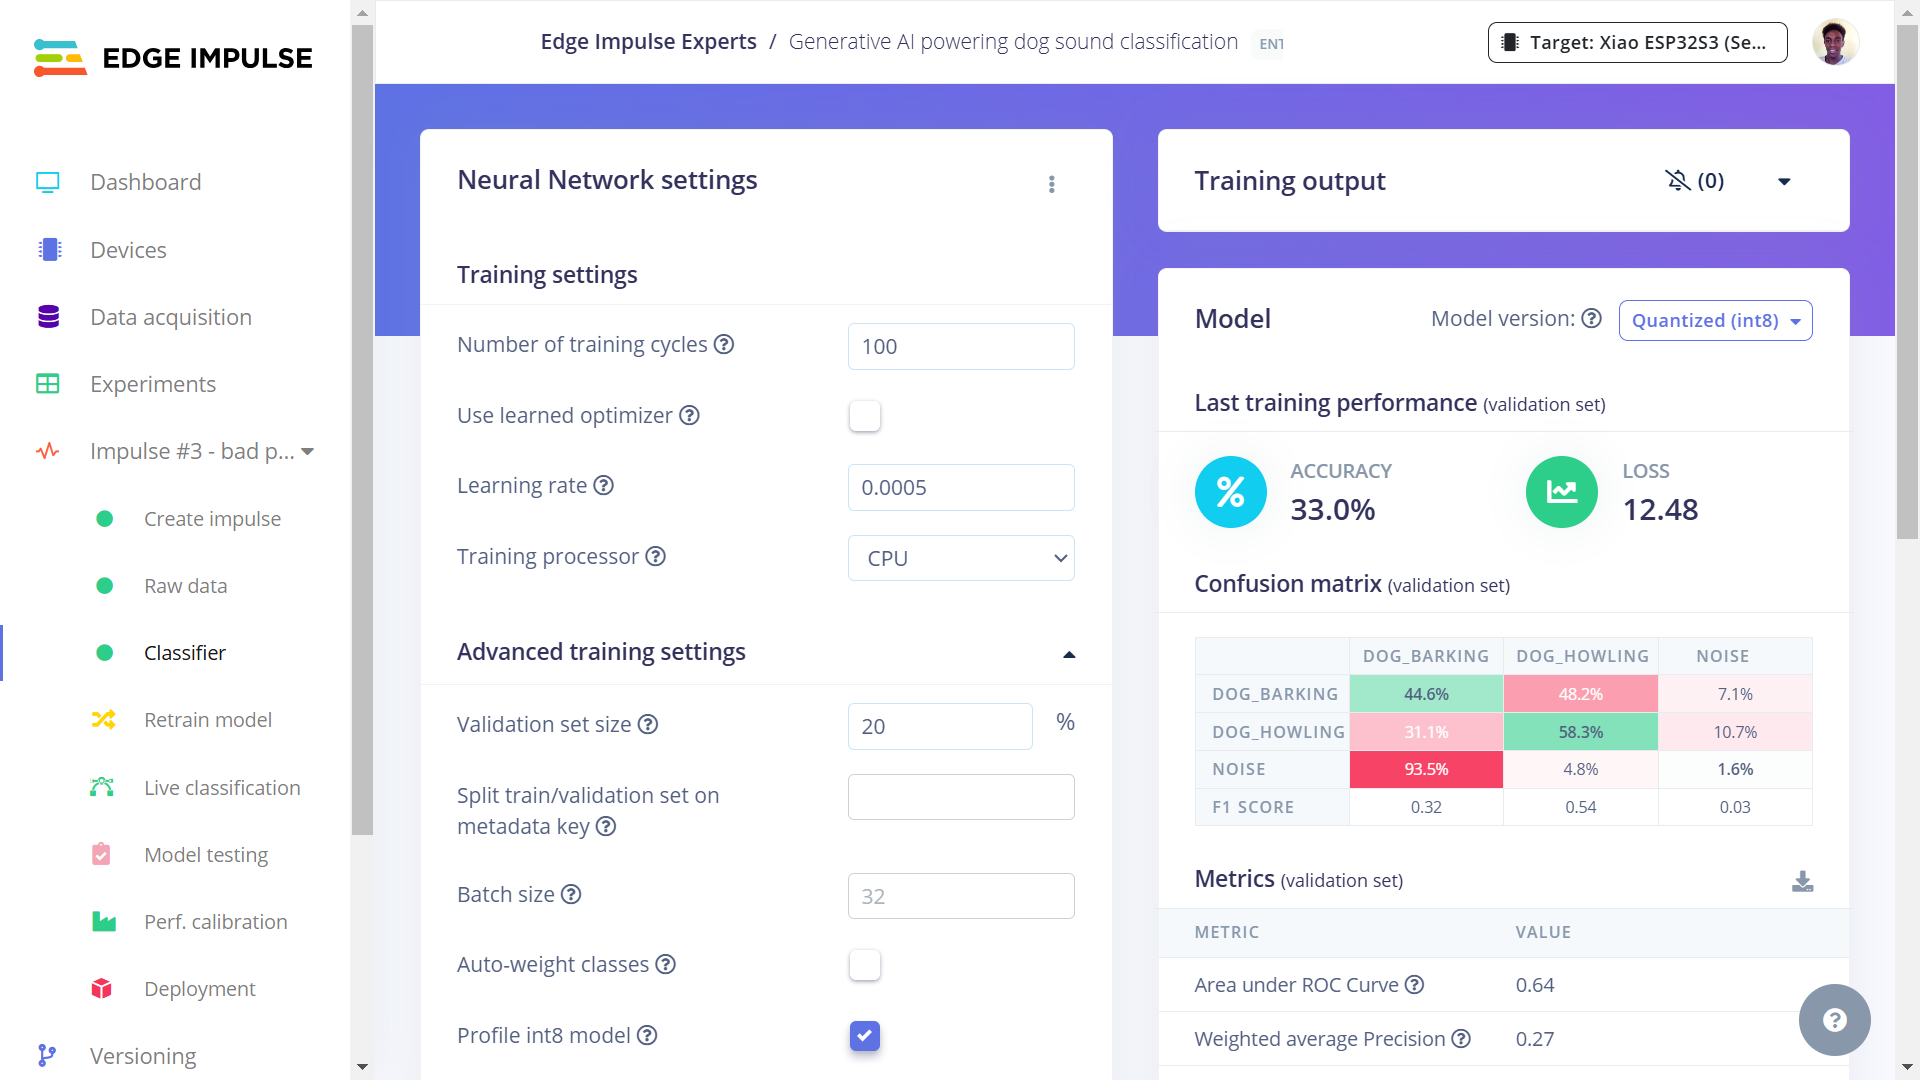 EDGE IMPULSE
Dashboard
Devices
Data acquisition
Experiments
Impulse #3 - bad p...
Create impulse
Raw data
Classifier
Retrain model
Live classification
Model testing
Perf. calibration
Deployment
Versioning
Edge Impulse Experts / Generative AI powering dog sound classification ENT
Target: Xiao ESP32S3 (Se...
Neural Network settings
Training settings
Number of training cycles ? 100
Use learned optimizer ?
Learning rate ? 0.0005
Training processor ? CPU
Advanced training settings
Validation set size ? 20 %
Split train/validation set on
metadata key ?
Batch size ? 32
Auto-weight classes ?
Profile int8 model ?
Training output (0)
Model Model version: ? Quantized (int8)
Last training performance (validation set)
% ACCURACY
33.0%
LOSS
12.48
Confusion matrix (validation set)
DOG_BARKING DOG_HOWLING NOISE
DOG_BARKING 44.6% 48.2% 7.1%
DOG_HOWLING 31.1% 58.3% 10.7%
NOISE 93.5% 4.8% 1.6%
F1 SCORE 0.32 0.54 0.03
Metrics (validation set)
METRIC VALUE
Area under ROC Curve ? 0.64
Weighted average Precision ? 0.27
?